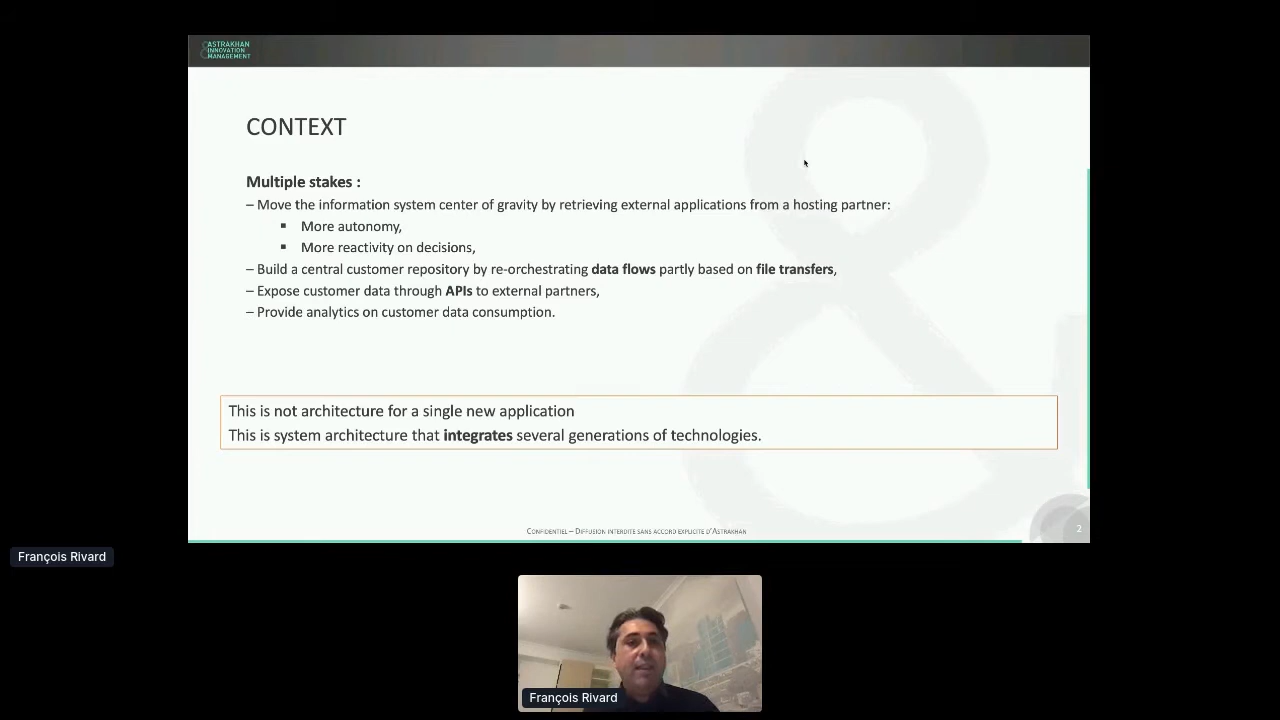 ASTRAKHAN
INNOVATION
MANAGEMENT
CONTEXT
Multiple stakes :
– Move the information system center of gravity by retrieving external applications from a hosting partner:
▪ More autonomy,
▪ More reactivity on decisions,
– Build a central customer repository by re-orchestrating data flows partly based on file transfers,
– Expose customer data through APIs to external partners,
– Provide analytics on customer data consumption.
This is not architecture for a single new application
This is system architecture that integrates several generations of technologies.
Confidentiel – Diffusion interdite sans accord explicite d'Astrakhan
2
François Rivard
François Rivard